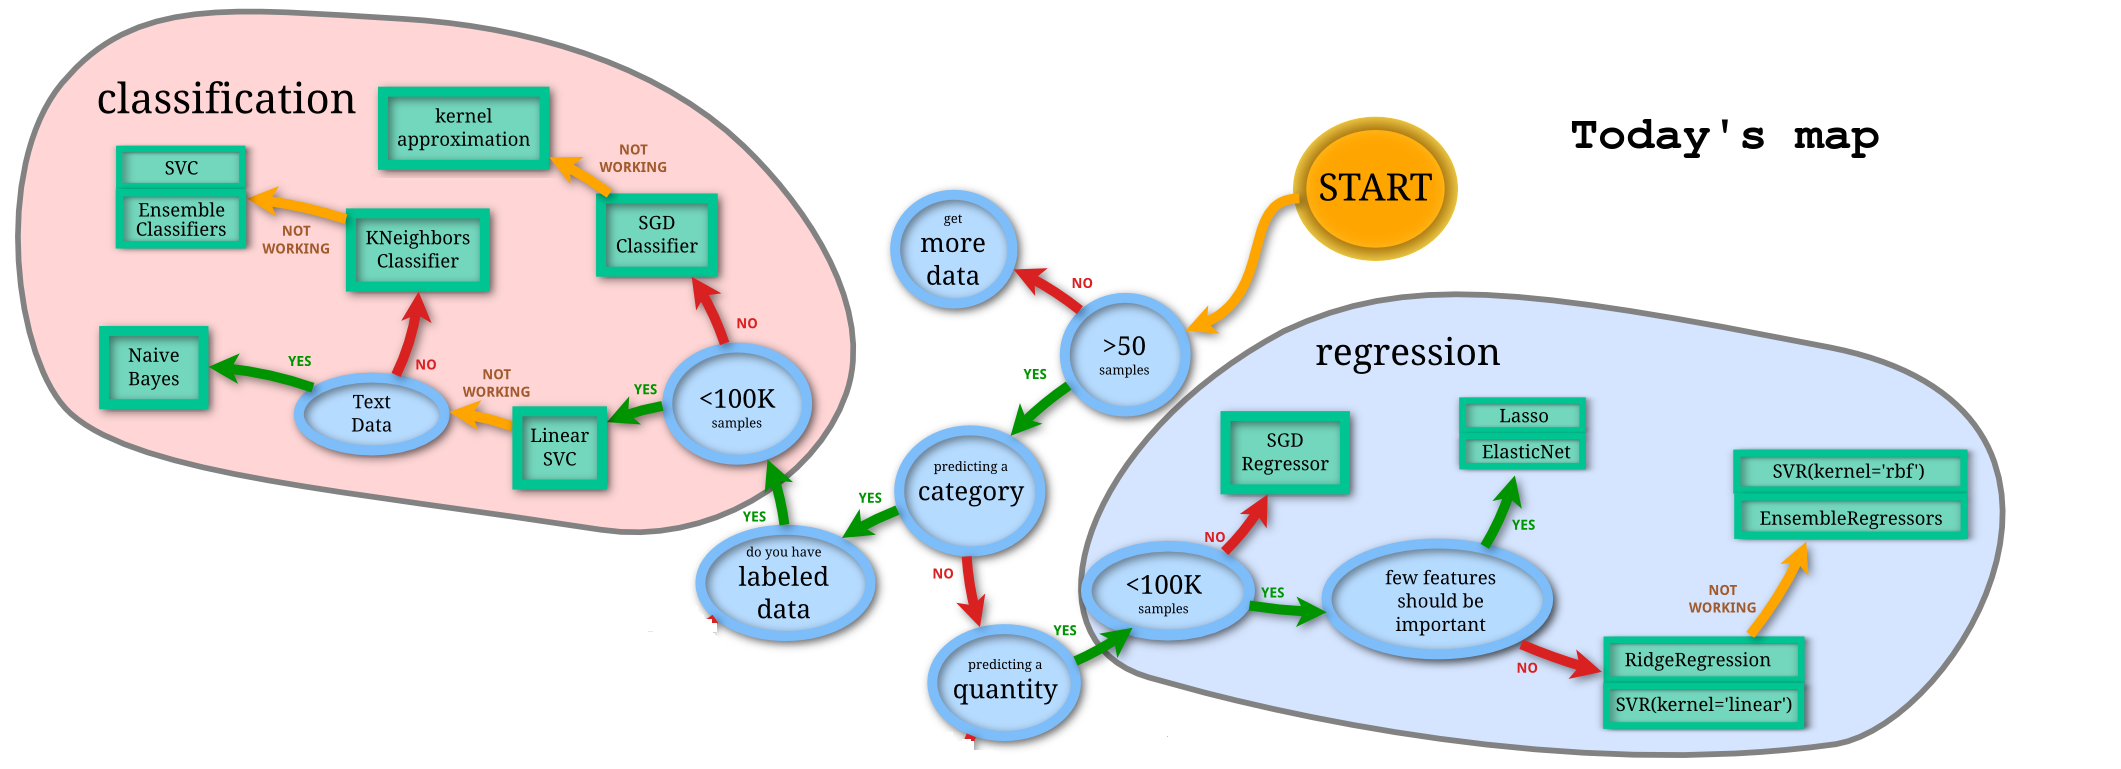 classification
kernel
approximation
NOT
WORKING
SVC
Ensemble
Classifiers
NOT
WORKING
KNeighbors
Classifier
SGD
Classifier
NO
Naive
Bayes
YES
Text
Data
NO
NOT
WORKING
Linear
SVC
YES
<100K
samples
YES
Today's map
START
get
more
data
NO
>50
samples
YES
predicting a
category
YES
do you have
labeled
data
NO
predicting a
quantity
YES
regression
<100K
samples
NO
SGD
Regressor
YES
few features
should be
important
YES
Lasso
ElasticNet
NO
RidgeRegression
SVR(kernel='linear')
NOT
WORKING
SVR(kernel='rbf')
EnsembleRegressors